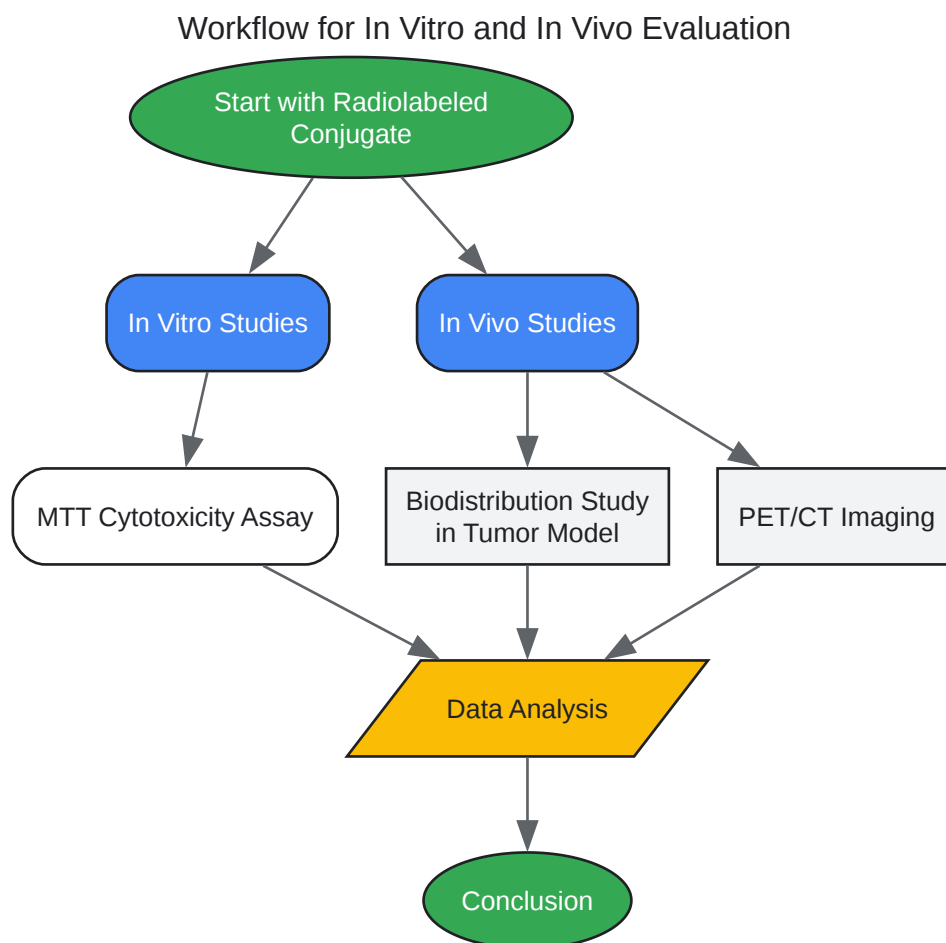 Workflow for In Vitro and In Vivo Evaluation
Start with Radiolabeled
Conjugate
In Vitro Studies
In Vivo Studies
MTT Cytotoxicity Assay
Biodistribution Study
in Tumor Model
PET/CT Imaging
Data Analysis
Conclusion